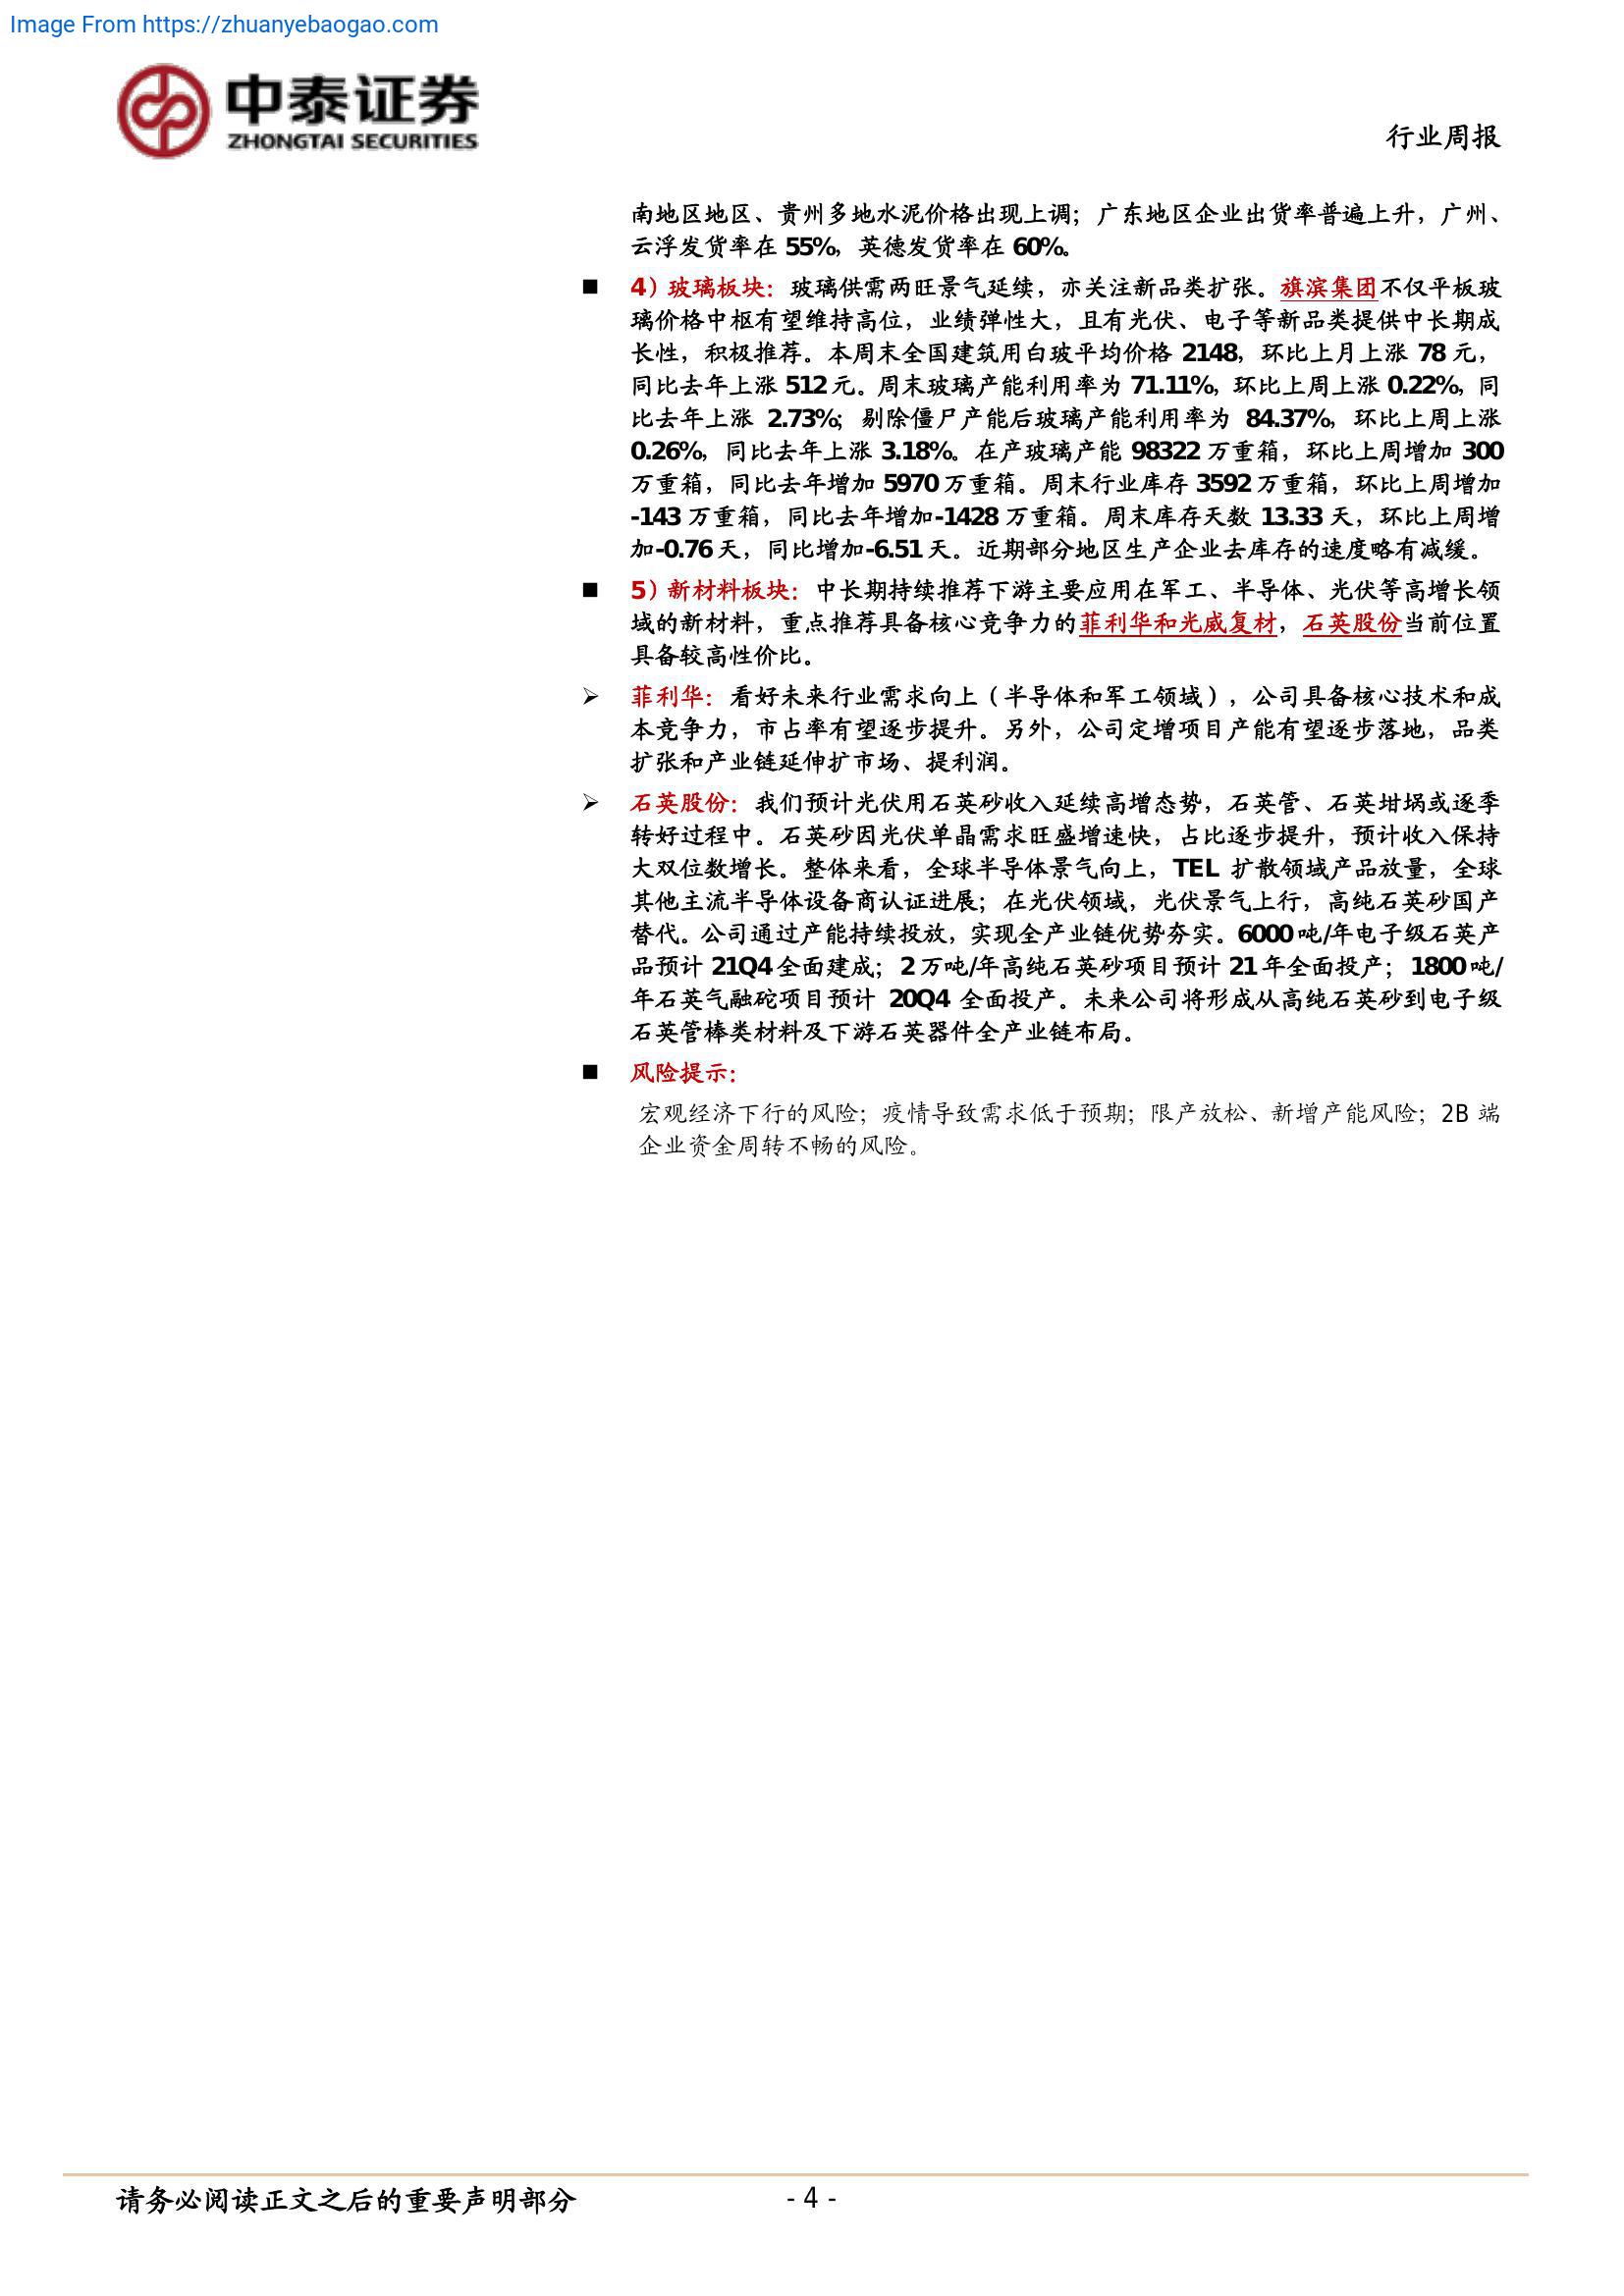 Image From https://zhuanyebaogao.com
中泰证券
ZHONGTAI SECURITIES
行业周报
南地区地区、贵州多地水泥价格出现上调；广东地区企业出货率普遍上升，广州、
云浮发货率在 55%，英德发货率在 60%。
■ 4）玻璃板块：玻璃供需两旺景气延续，亦关注新品类扩张。旗滨集团不仅平板玻
璃价格中枢有望维持高位，业绩弹性大，且有光伏、电子等新品类提供中长期成
长性，积极推荐。本周末全国建筑用白玻平均价格 2148，环比上月上涨 78 元，
同比去年上涨 512 元。周末玻璃产能利用率为 71.11%，环比上周上涨 0.22%，同
比去年上涨 2.73%；剔除僵尸产能后玻璃产能利用率为 84.37%，环比上周上涨
0.26%，同比去年上涨 3.18%。在产玻璃产能 98322 万重箱，环比上周增加 300
万重箱，同比去年增加 5970 万重箱。周末行业库存 3592 万重箱，环比上周增加
-143 万重箱，同比去年增加-1428 万重箱。周末库存天数 13.33 天，环比上周增
加-0.76 天，同比增加-6.51 天。近期部分地区生产企业去库存的速度略有减缓。
■ 5）新材料板块：中长期持续推荐下游主要应用在军工、半导体、光伏等高增长领
域的新材料，重点推荐具备核心竞争力的菲利华和光威复材，石英股份当前位置
具备较高性价比。
➢ 菲利华：看好未来行业需求向上（半导体和军工领域），公司具备核心技术和成
本竞争力，市占率有望逐步提升。另外，公司定增项目产能有望逐步落地，品类
扩张和产业链延伸扩市场、提利润。
➢ 石英股份：我们预计光伏用石英砂收入延续高增态势，石英管、石英坩埚或逐季
转好过程中。石英砂因光伏单晶需求旺盛增速快，占比逐步提升，预计收入保持
大双位数增长。整体来看，全球半导体景气向上，TEL 扩散领域产品放量，全球
其他主流半导体设备商认证进展；在光伏领域，光伏景气上行，高纯石英砂国产
替代。公司通过产能持续投放，实现全产业链优势夯实。6000 吨/年电子级石英产
品预计 21Q4 全面建成；2 万吨/年高纯石英砂项目预计 21 年全面投产；1800 吨/
年石英气融砣项目预计 20Q4 全面投产。未来公司将形成从高纯石英砂到电子级
石英管棒类材料及下游石英器件全产业链布局。
■ 风险提示：
宏观经济下行的风险；疫情导致需求低于预期；限产放松、新增产能风险；2B 端
企业资金周转不畅的风险。
请务必阅读正文之后的重要声明部分
- 4 -